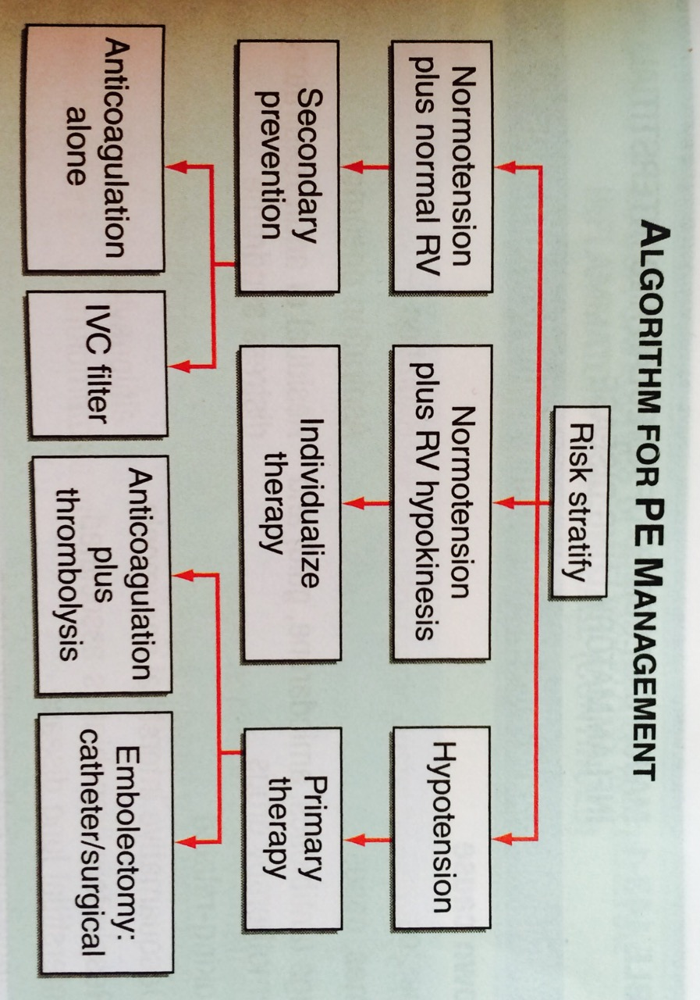 ALGORITHM FOR PE MANAGEMENT
Risk stratify
Normotension
plus normal RV
Normotension
plus RV hypokinesis
Hypotension
Secondary
prevention
Individualize
therapy
Primary
therapy
Anticoagulation
alone
IVC filter
Anticoagulation
plus
thrombolysis
Embolectomy:
catheter/surgical